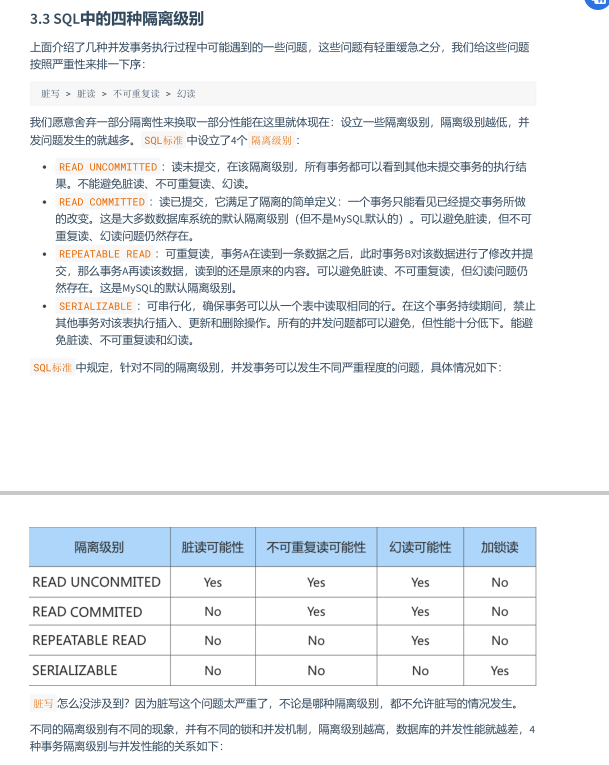 3.3 SQL中的四种隔离级别
上面介绍了几种并发事务执行过程中可能遇到的一些问题，这些问题有轻重缓急之分，我们给这些问题
按照严重性来排一下序：
脏写 > 脏读 > 不可重复读 > 幻读
我们愿意舍弃一部分隔离性来换取一部分性能在这里就体现在：设立一些隔离级别，隔离级别越低，并
发问题发生的就越多。 SQL标准 中设立了4个 隔离级别 ：
• READ UNCOMMITTED ：读未提交，在该隔离级别，所有事务都可以看到其他未提交事务的执行结
果。不能避免脏读、不可重复读、幻读。
• READ COMMITTED ：读已提交，它满足了隔离的简单定义：一个事务只能看见已经提交事务所做
的改变。这是大多数数据库系统的默认隔离级别（但不是MySQL默认的）。可以避免脏读，但不可
重复读、幻读问题仍然存在。
• REPEATABLE READ ：可重复读，事务A在读到一条数据之后，此时事务B对该数据进行了修改并提
交，那么事务A再读该数据，读到的还是原来的内容。可以避免脏读、不可重复读，但幻读问题仍
然存在。这是MySQL的默认隔离级别。
• SERIALIZABLE ：可串行化，确保事务可以从一个表中读取相同的行。在这个事务持续期间，禁止
其他事务对该表执行插入、更新和删除操作。所有的并发问题都可以避免，但性能十分低下。能避
免脏读、不可重复读和幻读。
SQL标准 中规定，针对不同的隔离级别，并发事务可以发生不同严重程度的问题，具体情况如下：
隔离级别 脏读可能性 不可重复读可能性 幻读可能性 加锁读
READ UNCONMITTED Yes Yes Yes No
READ COMMITED No Yes Yes No
REPEATABLE READ No No Yes No
SERIALIZABLE No No No Yes
脏写 怎么没涉及到？因为脏写这个问题太严重了，不论是哪种隔离级别，都不允许脏写的情况发生。
不同的隔离级别有不同的现象，并有不同的锁和并发机制，隔离级别越高，数据库的并发性能就越差，4
种事务隔离级别与并发性能的关系如下：